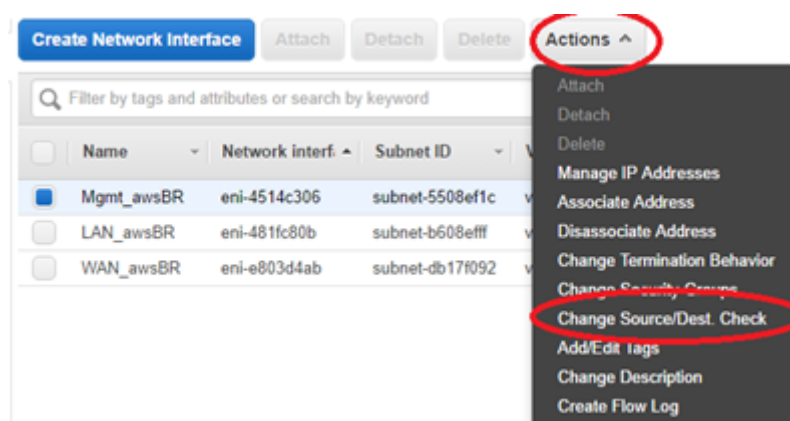 Create Network Interface Attach Detach Delete Actions
Filter by tags and attributes or search by keyword
Name Network interf. Subnet ID
Mgmt_awsBR eni-4514c306 subnet-5508ef1c
LAN_awsBR eni-481fc80b subnet-b608efff
WAN_awsBR eni-e803d4ab subnet-db17f092
Attach
Detach
Delete
Manage IP Addresses
Associate Address
Disassociate Address
Change Termination Behavior
Change Security Groups
Change Source/Dest. Check
Add/Edit Tags
Change Description
Create Flow Log